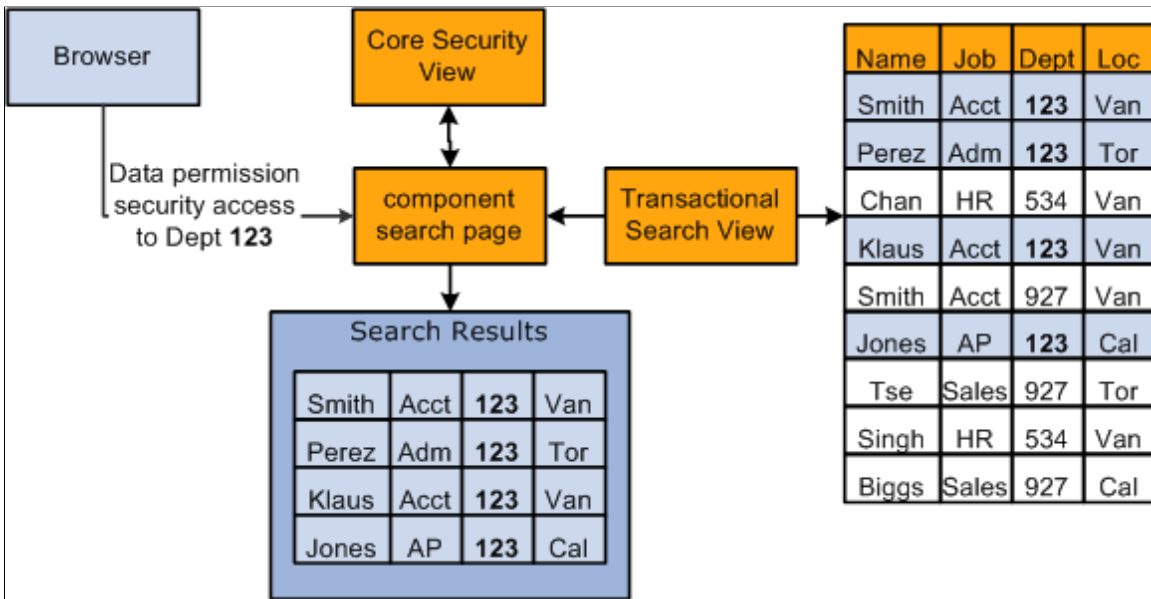 Browser
Core Security
View
Data permission
security access
to Dept 123
component
search page
Transactional
Search View
Search Results
Smith Acct 123 Van
Perez Adm 123 Tor
Klaus Acct 123 Van
Jones AP 123 Cal
Name Job Dept Loc
Smith Acct 123 Van
Perez Adm 123 Tor
Chan HR 534 Van
Klaus Acct 123 Van
Smith Acct 927 Van
Jones AP 123 Cal
Tse Sales 927 Tor
Singh HR 534 Van
Biggs Sales 927 Cal